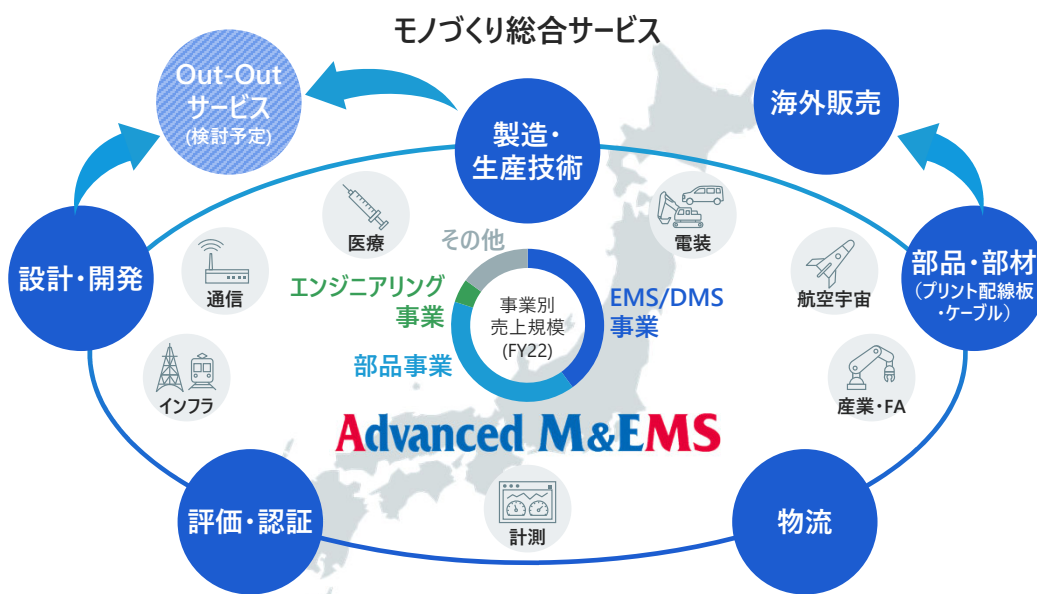 モノづくり総合サービス
Out-Out
サービス
(検討予定)
製造・
生産技術
海外販売
設計・開発
部品・部材
(プリント配線板
・ケーブル)
医療
電装
通信
航空宇宙
インフラ
産業・FA
計測
その他
エンジニアリング
事業
部品事業
EMS/DMS
事業
事業別
売上規模
(FY22)
Advanced M&EMS
評価・認証
物流